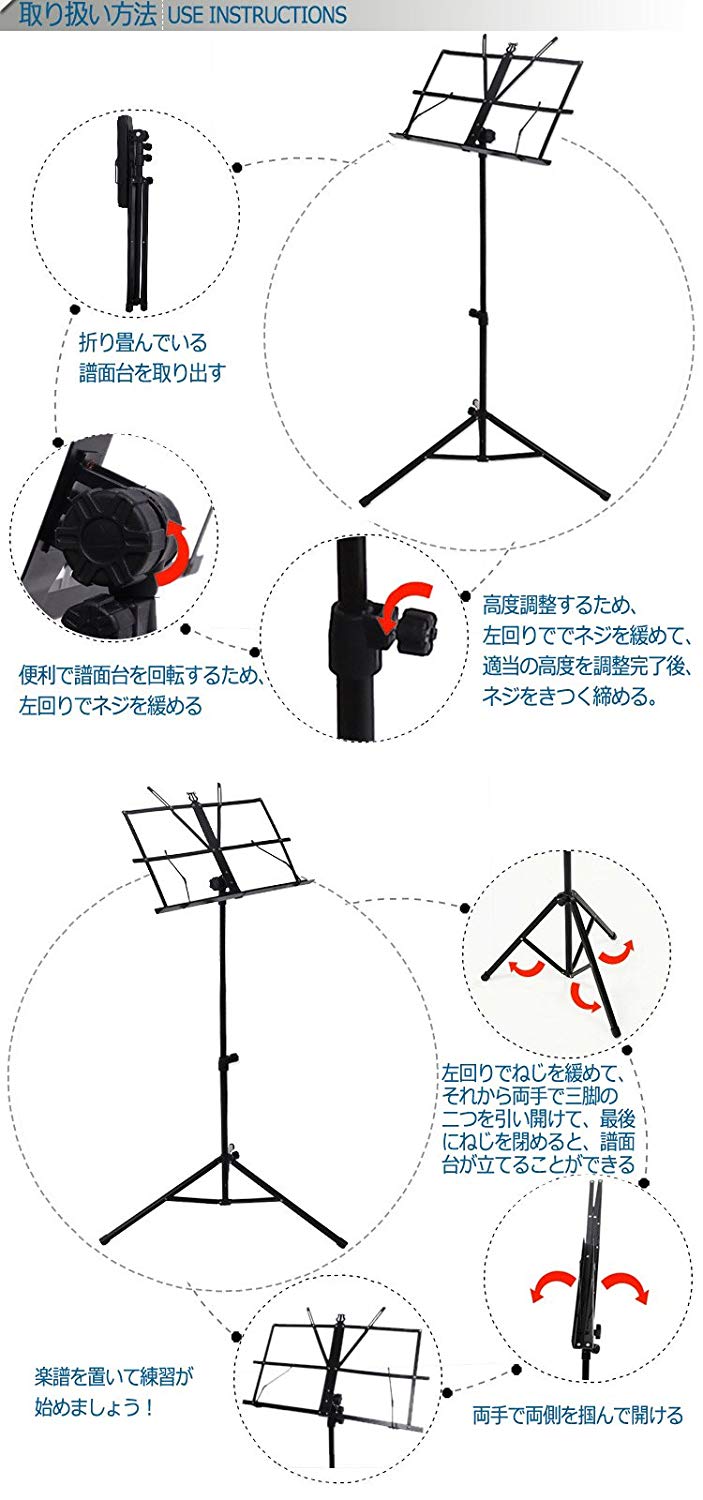 取り扱い方法 USE INSTRUCTIONS
折り畳んでいる
譜面台を取り出す
便利で譜面台を回転するため、
左回りでネジを緩める
高度調整するため、
左回りででネジを緩めて、
適当の高度を調整完了後、
ネジをきつく締める。
左回りでねじを緩めて、
それから両手で三脚の
二つを引い開けて、最後
にねじを閉めると、譜面
台が立てることができる
両手で両側を掴んで開ける
楽譜を置いて練習が
始めましょう！